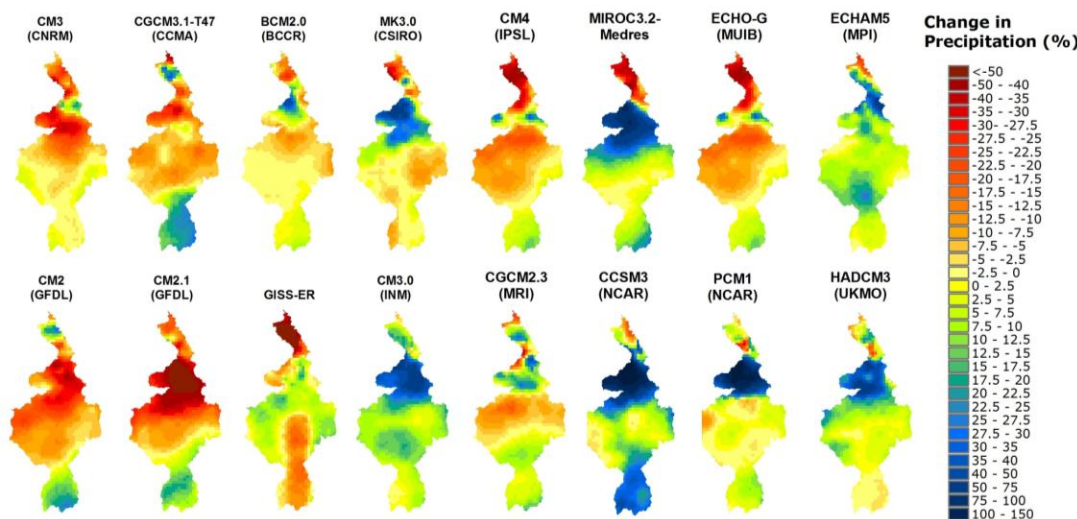 CM3
(CNRM)
CGCM3.1-T47
(CCMA)
BCM2.0
(BCCR)
MK3.0
(CSIRO)
CM4
(IPSL)
MIROC3.2-
Medres
ECHO-G
(MUIB)
ECHAM5
(MPI)
CM2
(GFDL)
CM2.1
(GFDL)
GISS-ER
CM3.0
(INM)
CGCM2.3
(MRI)
CCSM3
(NCAR)
PCM1
(NCAR)
HADCM3
(UKMO)
Change in
Precipitation (%)
<-50
-50 - -40
-40 - -35
35 - -30
-30- -27.5
-27.5 - -25
-25 - -22.5
-22.5 - -20
-20 - -17.5
-17.5 - -15
-15 - -12.5
-12.5 - -10
-10 - -7.5
-7.5 - -5
-5 - -2.5
-2.5 - 0
0 - 2.5
2.5 - 5
5 - 7.5
7.5 - 10
10 - 12.5
12.5 - 15
15 - 17.5
17.5 - 20
20 - 22.5
22.5 - 25
25 - 27.5
27.5 - 30
30 - 35
35 - 40
40 - 50
50 - 75
75 - 100
100 - 150